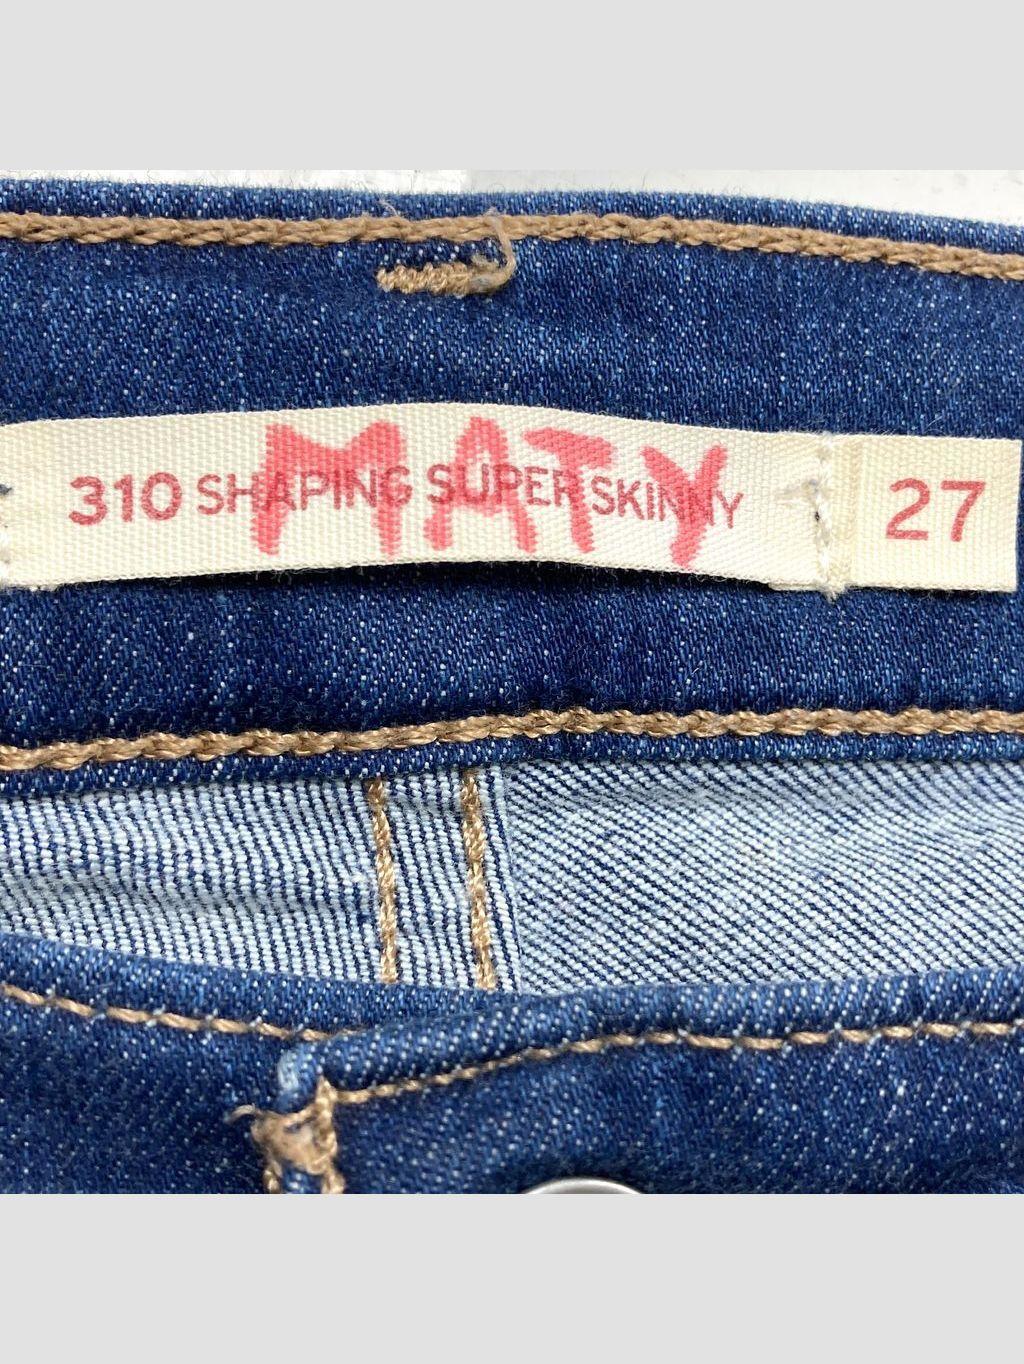 310 SHAPING SUPER SKINNY 27
MATY